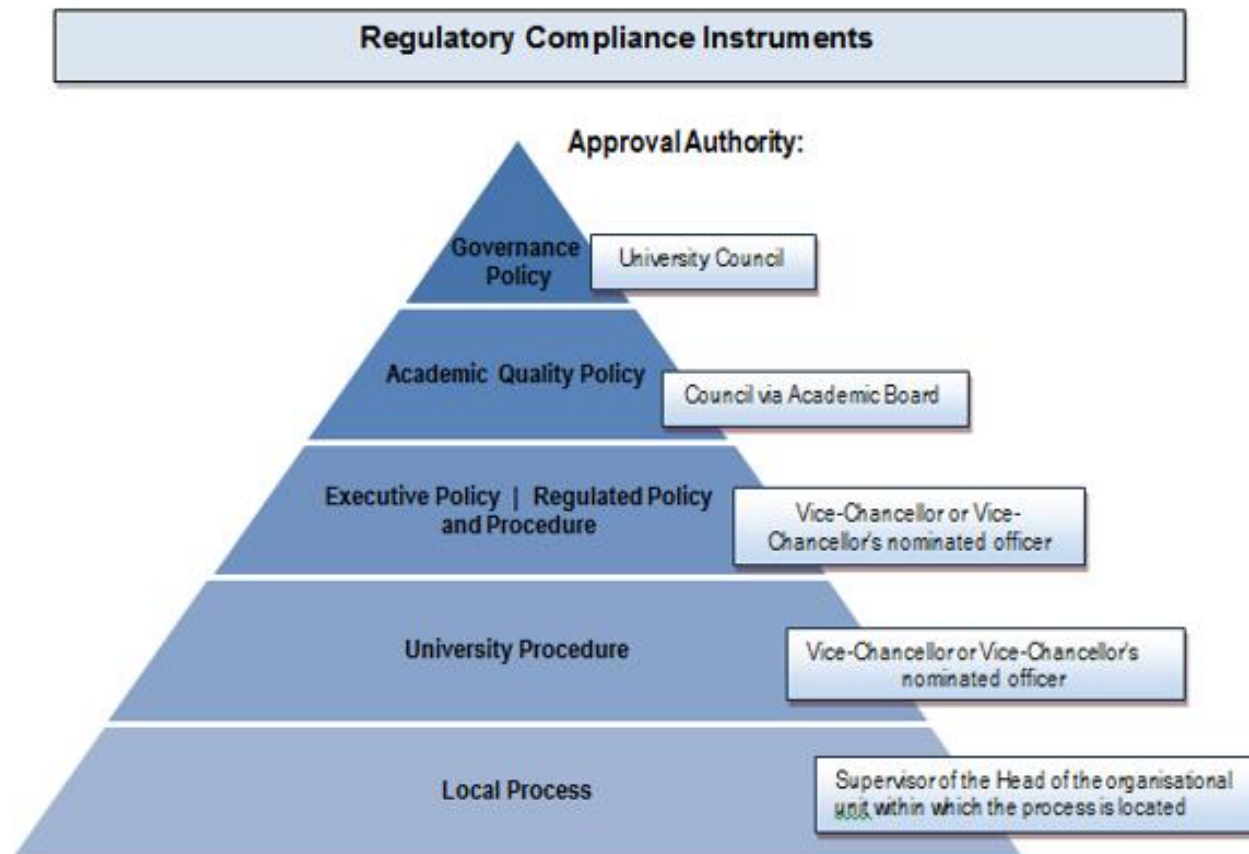 Regulatory Compliance Instruments
Approval Authority:
Governance
Policy
University Council
Academic Quality Policy
Council via Academic Board
Executive Policy | Regulated Policy
and Procedure
Vice-Chancellor or Vice-
Chancellor's nominated officer
University Procedure
Vice-Chancellor or Vice-Chancellor's
nominated officer
Local Process
Supervisor of the Head of the organisational
unit within which the process is located